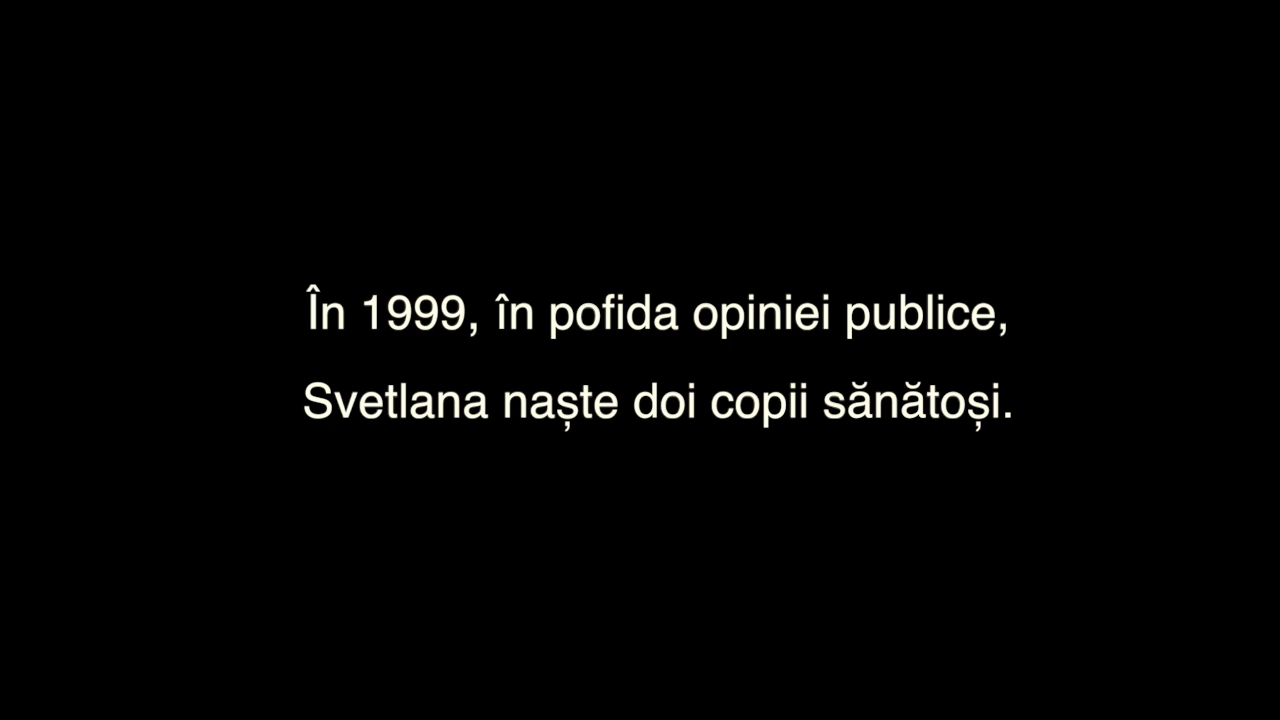 În 1999, în pofida opiniei publice,
Svetlana naște doi copii sănătoși.